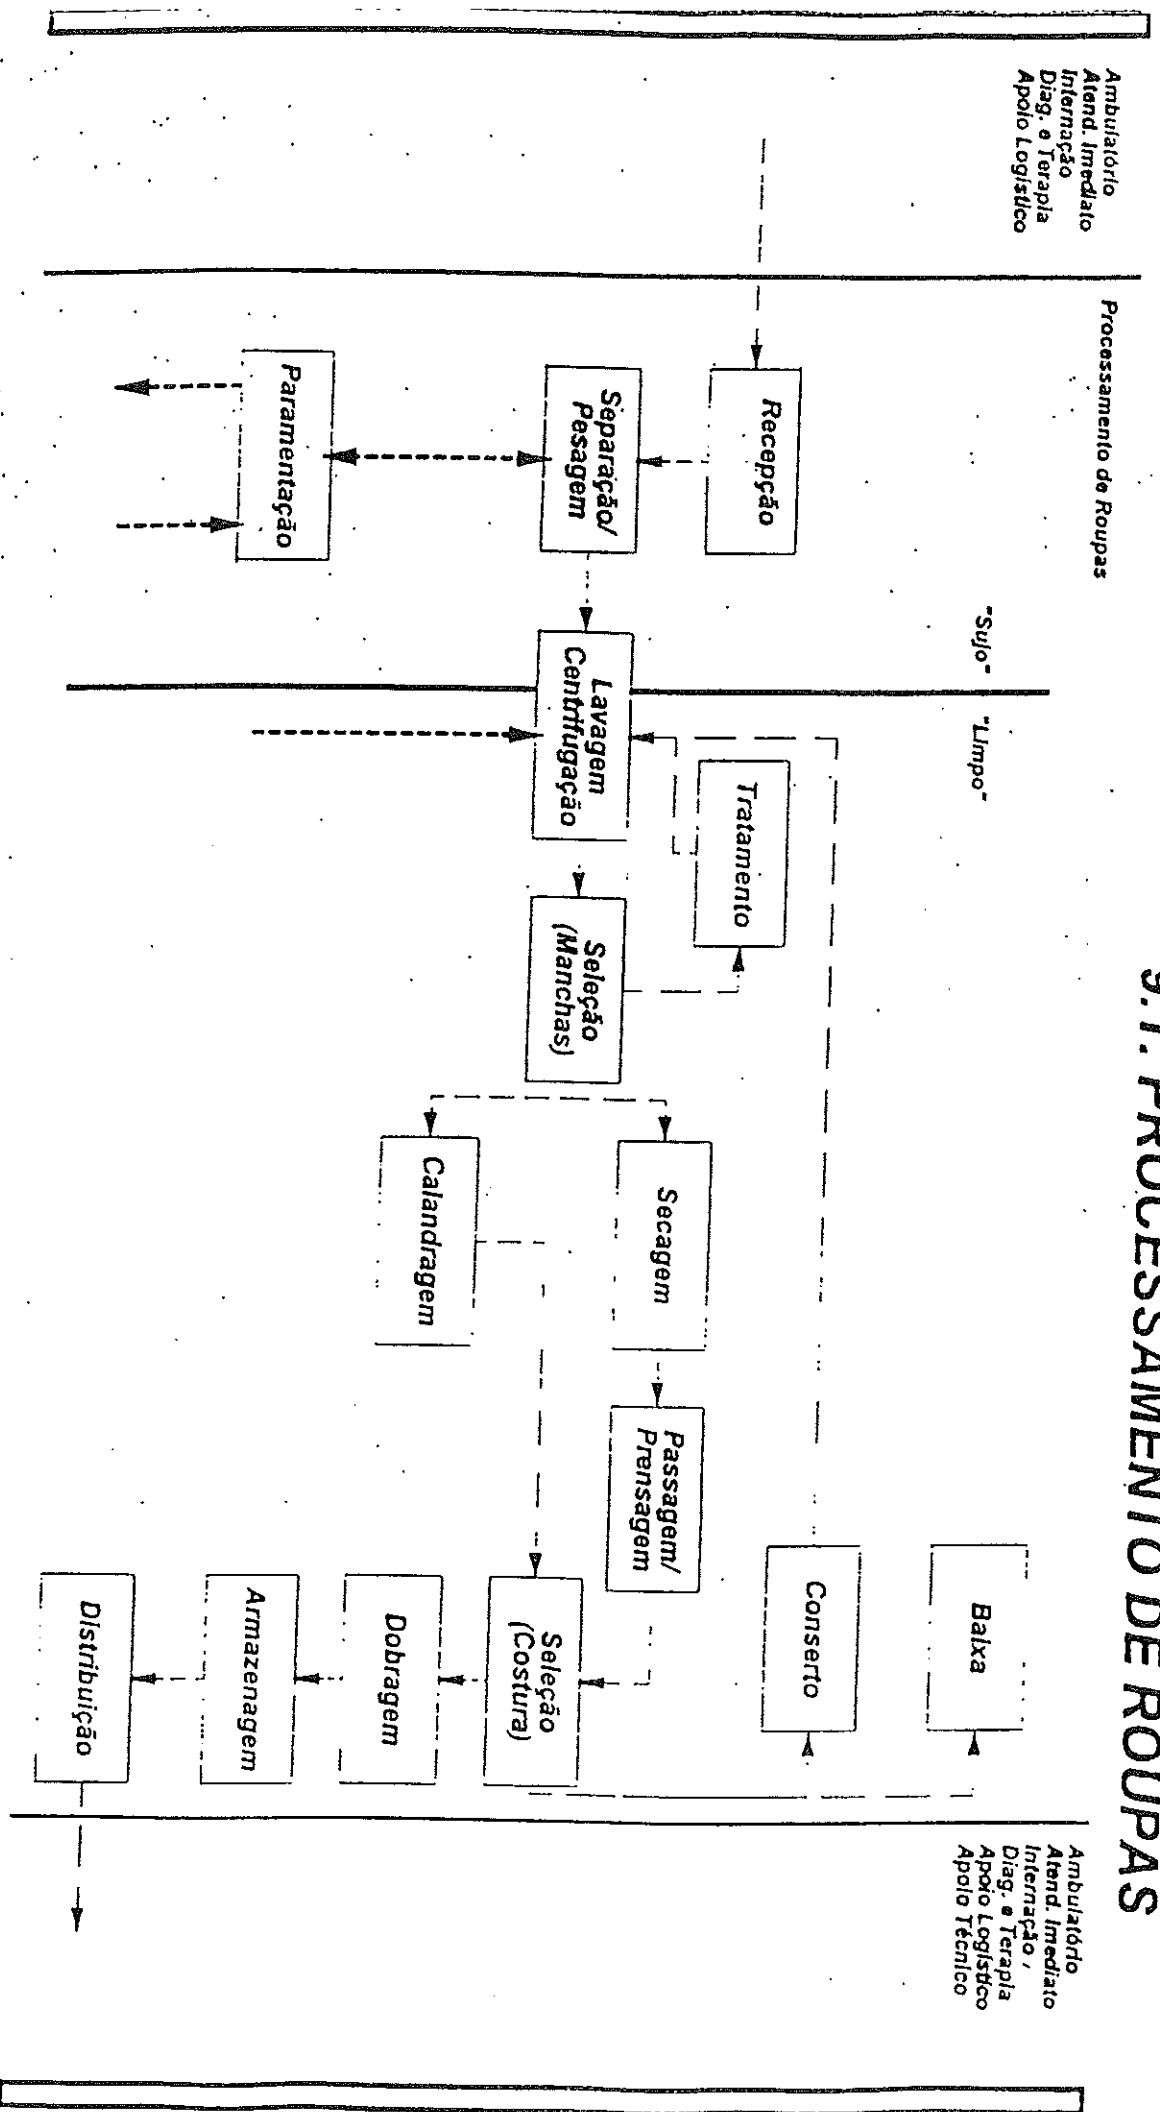 9.1. PROCESSAMENTO DE ROUPAS
Ambulatório
Atend. Imediato
Internação
Diag. e Terapia
Apoio Logístico
Processamento de Roupas
"Sujo"
"Limpo"
Ambulatório
Atend. Imediato
Internação,
Diag. e Terapia
Apoio Logístico
Apoio Técnico
Recepção
Separação/
Pesagem
Paramentação
Lavagem
Centrifugação
Tratamento
Seleção
(Manchas)
Secagem
Calandragem
Passagem/
Prensagem
Baixa
Conserto
Seleção
(Costura)
Dobragem
Armazenagem
Distribuição